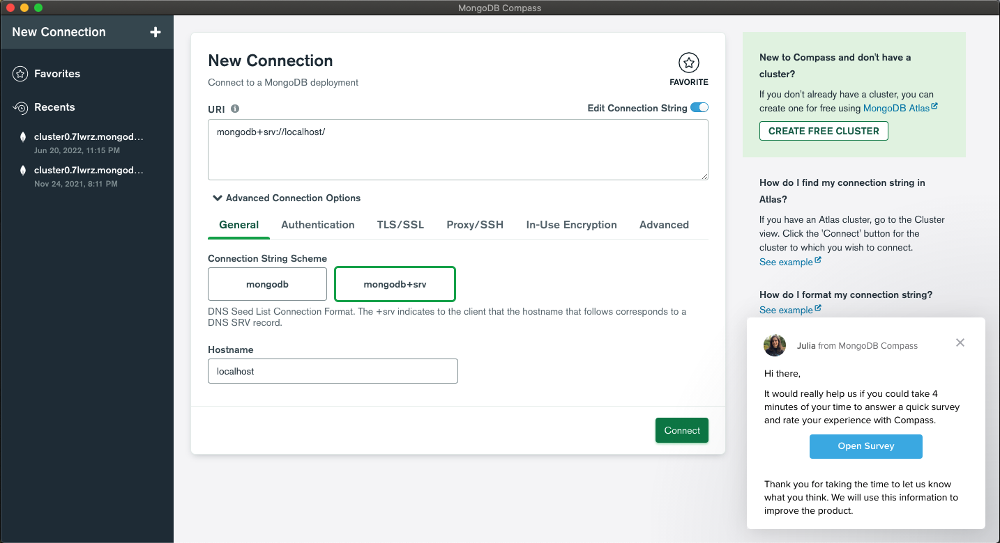 MongoDB Compass
New Connection
Favorites
Recents
cluster0.7lwrz.mongod...
Jun 20, 2022, 11:15 PM
cluster0.7lwrz.mongod...
Nov 24, 2021, 8:11 PM
New Connection
Connect to a MongoDB deployment
FAVORITE
URI
Edit Connection String
mongodb+srv://localhost/
Advanced Connection Options
General Authentication TLS/SSL Proxy/SSH In-Use Encryption Advanced
Connection String Scheme
mongodb mongodb+srv
DNS Seed List Connection Format. The +srv indicates to the client that the hostname that follows corresponds to a
DNS SRV record.
Hostname
localhost
Connect
New to Compass and don't have a
cluster?
If you don't already have a cluster, you can
create one for free using MongoDB Atlas
CREATE FREE CLUSTER
How do I find my connection string in
Atlas?
If you have an Atlas cluster, go to the Cluster
view. Click the 'Connect' button for the
cluster to which you wish to connect.
See example
How do I format my connection string?
See example
Julia from MongoDB Compass
Hi there,
It would really help us if you could take 4
minutes of your time to answer a quick survey
and rate your experience with Compass.
Open Survey
Thank you for taking the time to let us know
what you think. We will use this information to
improve the product.